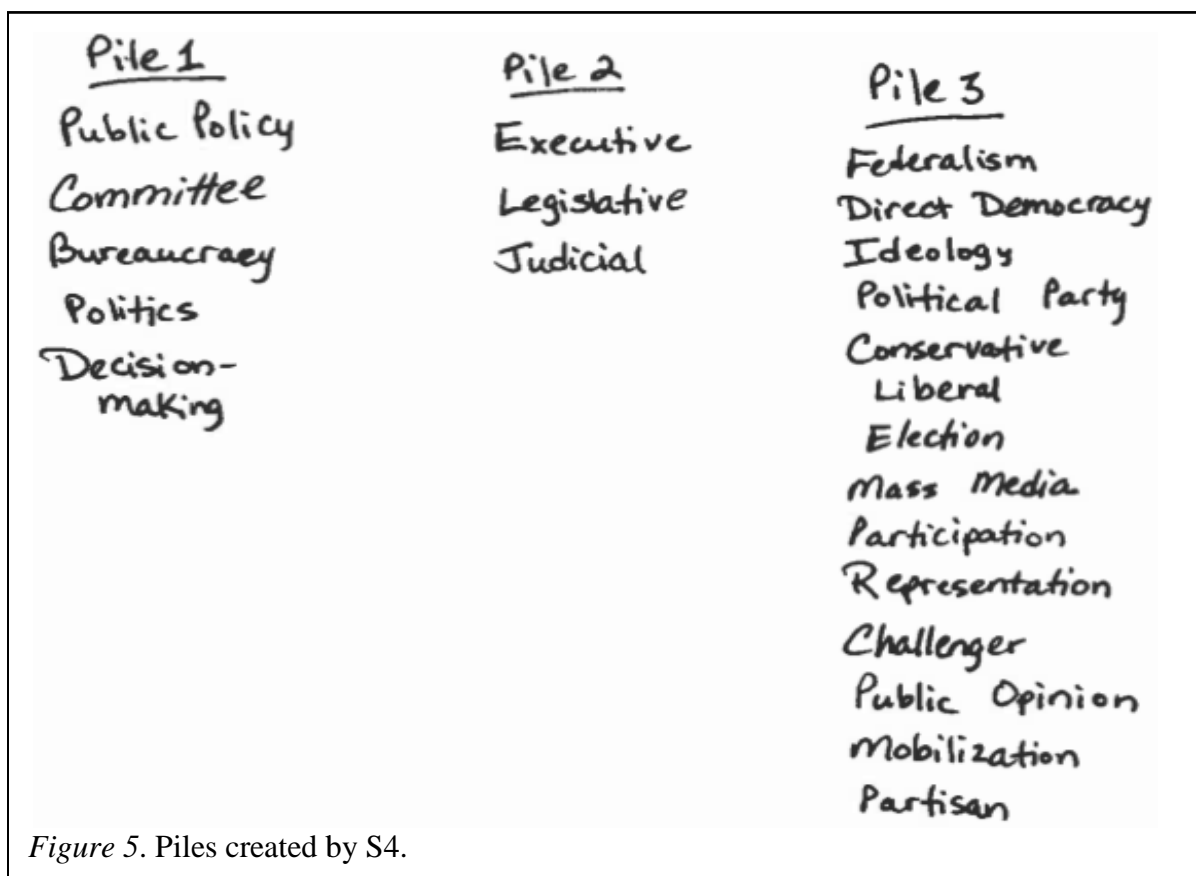 Pile 1
Public Policy
Committee
Bureaucracy
Politics
Decision-
making
Pile 2
Executive
Legislative
Judicial
Pile 3
Federalism
Direct Democracy
Ideology
Political Party
Conservative
Liberal
Election
Mass Media
Participation
Representation
Challenger
Public Opinion
Mobilization
Partisan
Figure 5. Piles created by S4.